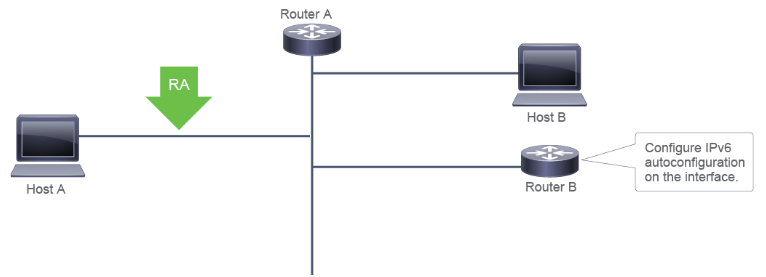 Router A
RA
Host B
Host A
Configure IPv6
autoconfiguration
on the interface.
Router B